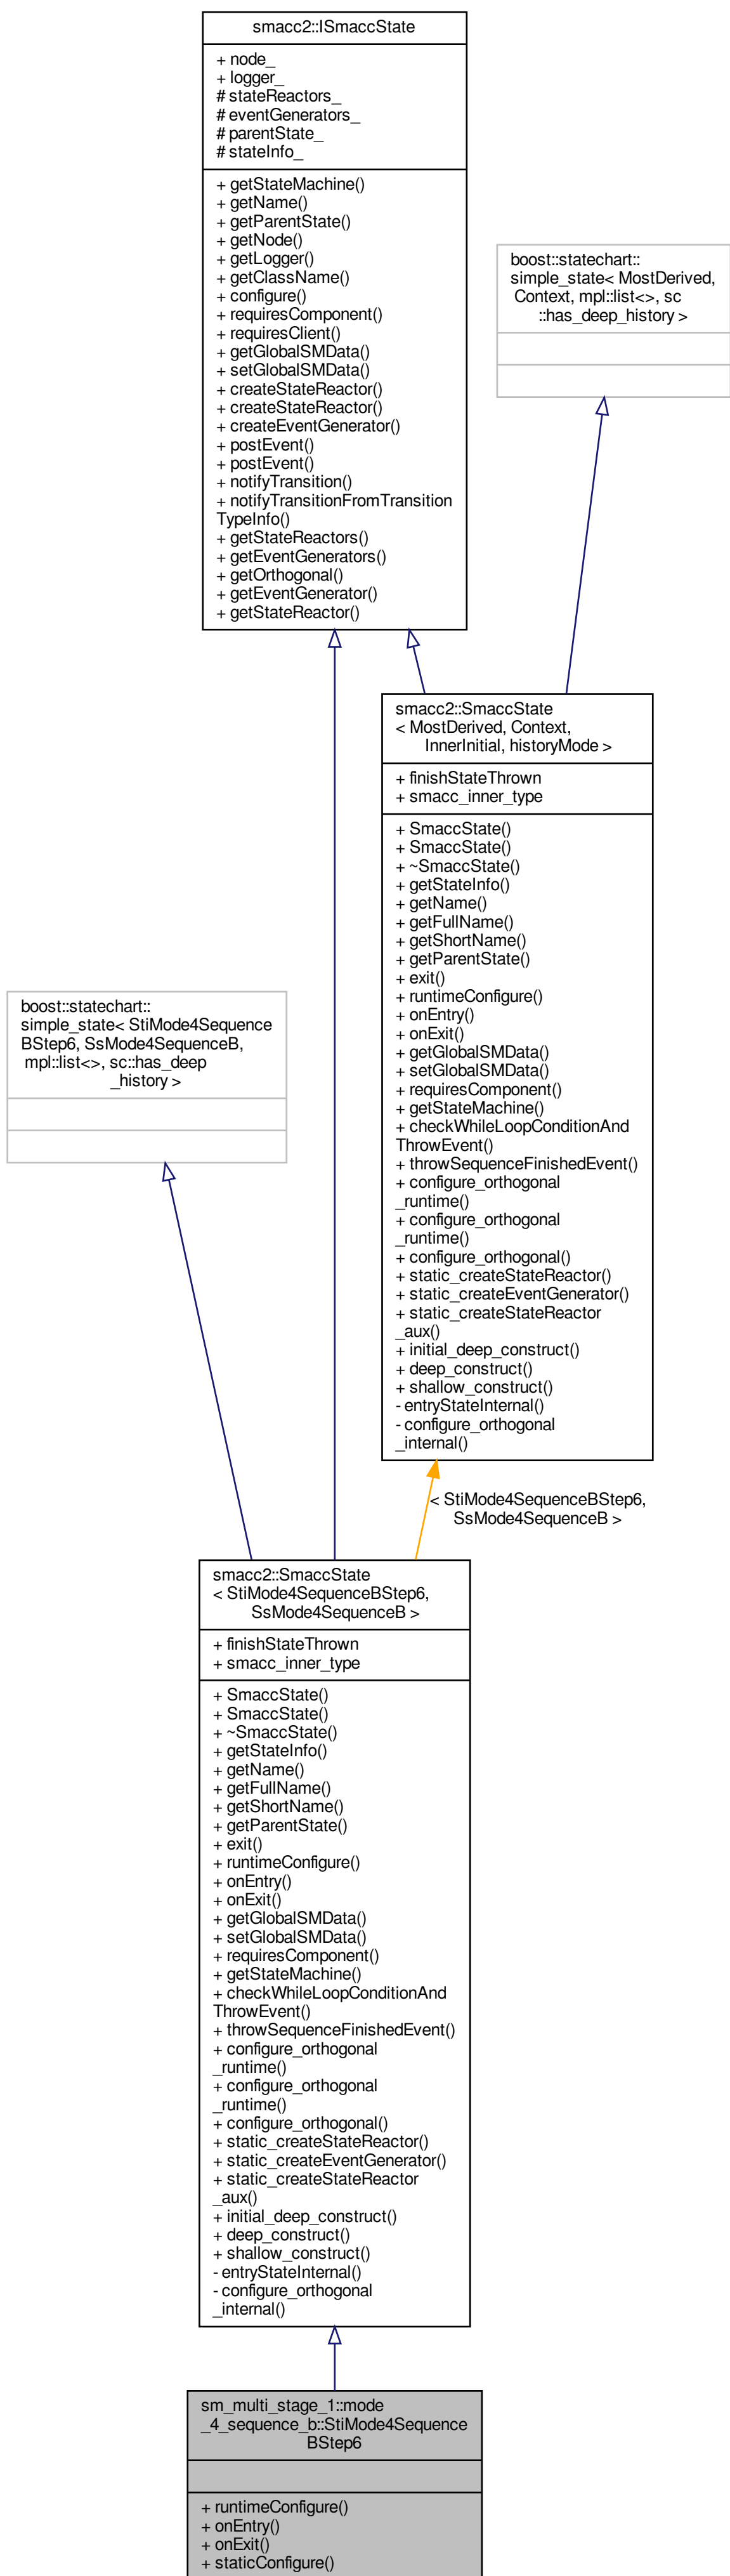 smacc2::ISmaccState
+ node_
+ logger_
# stateReactors_
# eventGenerators_
# parentState_
# stateInfo_
+ getStateMachine()
+ getName()
+ getParentState()
+ getNode()
+ getLogger()
+ getClassName()
+ configure()
+ requiresComponent()
+ requiresClient()
+ getGlobalSMData()
+ setGlobalSMData()
+ createStateReactor()
+ createStateReactor()
+ createEventGenerator()
+ postEvent()
+ postEvent()
+ notifyTransition()
+ notifyTransitionFromTransition
TypeInfo()
+ getStateReactors()
+ getEventGenerators()
+ getOrthogonal()
+ getEventGenerator()
+ getStateReactor()
boost::statechart::
simple_state< MostDerived,
Context, mpl::list<>, sc
::has_deep_history >
smacc2::SmaccState
< MostDerived, Context,
InnerInitial, historyMode >
+ finishStateThrown
+ smacc_inner_type
+ SmaccState()
+ SmaccState()
+ ~SmaccState()
+ getStateInfo()
+ getName()
+ getFullName()
+ getShortName()
+ getParentState()
+ exit()
+ runtimeConfigure()
+ onEntry()
+ onExit()
+ getGlobalSMData()
+ setGlobalSMData()
+ requiresComponent()
+ getStateMachine()
+ checkWhileLoopConditionAnd
ThrowEvent()
+ throwSequenceFinishedEvent()
+ configure_orthogonal
_runtime()
+ configure_orthogonal
_runtime()
+ configure_orthogonal()
+ static_createStateReactor()
+ static_createEventGenerator()
+ static_createStateReactor
_aux()
+ initial_deep_construct()
+ deep_construct()
+ shallow_construct()
- entryStateInternal()
- configure_orthogonal
_internal()
boost::statechart::
simple_state< StiMode4Sequence
BStep6, SsMode4SequenceB,
mpl::list<>, sc::has_deep
_history >
< StiMode4SequenceBStep6,
SsMode4SequenceB >
smacc2::SmaccState
< StiMode4SequenceBStep6,
SsMode4SequenceB >
+ finishStateThrown
+ smacc_inner_type
+ SmaccState()
+ SmaccState()
+ ~SmaccState()
+ getStateInfo()
+ getName()
+ getFullName()
+ getShortName()
+ getParentState()
+ exit()
+ runtimeConfigure()
+ onEntry()
+ onExit()
+ getGlobalSMData()
+ setGlobalSMData()
+ requiresComponent()
+ getStateMachine()
+ checkWhileLoopConditionAnd
ThrowEvent()
+ throwSequenceFinishedEvent()
+ configure_orthogonal
_runtime()
+ configure_orthogonal
_runtime()
+ configure_orthogonal()
+ static_createStateReactor()
+ static_createEventGenerator()
+ static_createStateReactor
_aux()
+ initial_deep_construct()
+ deep_construct()
+ shallow_construct()
- entryStateInternal()
- configure_orthogonal
_internal()
sm_multi_stage_1::mode
_4_sequence_b::StiMode4Sequence
BStep6
+ runtimeConfigure()
+ onEntry()
+ onExit()
+ staticConfigure()